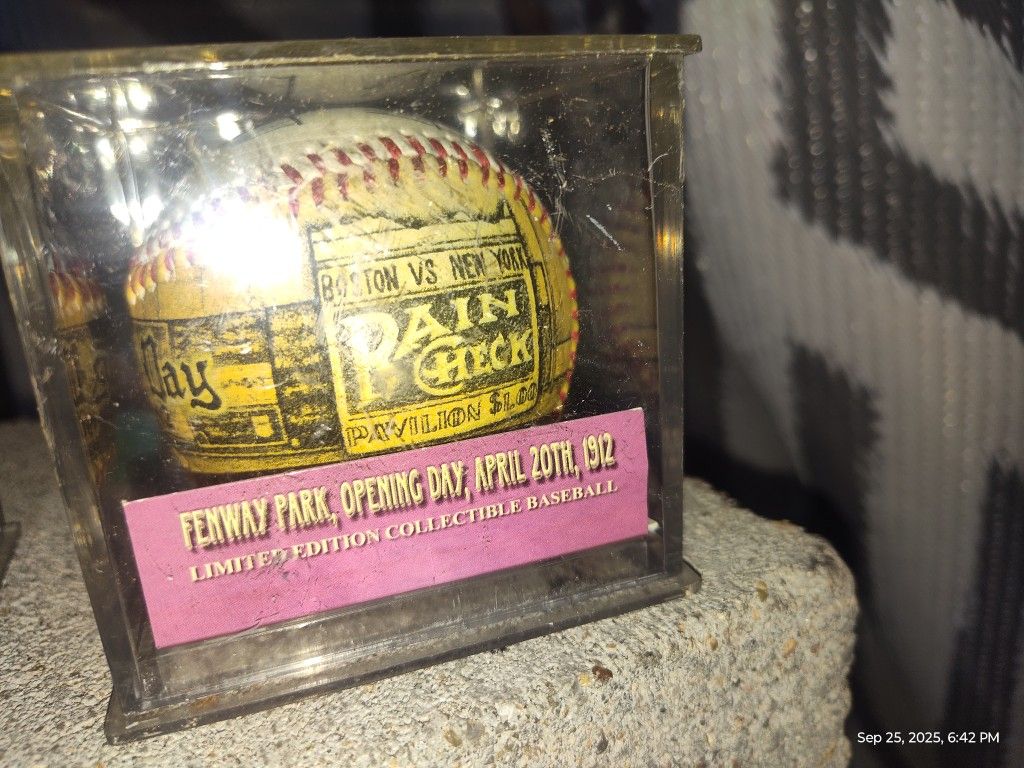 BOSTON VS NEW YORK
RAIN
CHECK
Day
PAVILION $1.00
FENWAY PARK, OPENING DAY, APRIL 20TH, 1912
LIMITED EDITION COLLECTIBLE BASEBALL
Sep 25, 2025, 6:42 PM